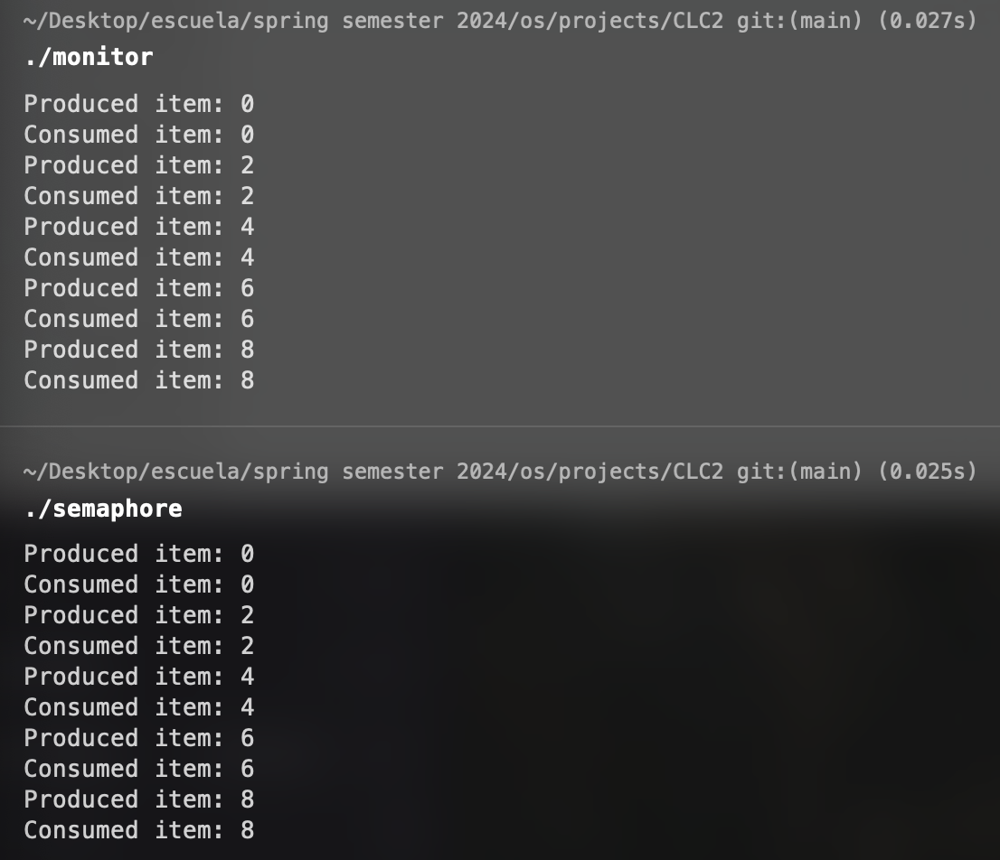 ~/Desktop/escuela/spring semester 2024/os/projects/CLC2 git:(main) (0.027s)
./monitor
Produced item: 0
Consumed item: 0
Produced item: 2
Consumed item: 2
Produced item: 4
Consumed item: 4
Produced item: 6
Consumed item: 6
Produced item: 8
Consumed item: 8
~/Desktop/escuela/spring semester 2024/os/projects/CLC2 git:(main) (0.025s)
./semaphore
Produced item: 0
Consumed item: 0
Produced item: 2
Consumed item: 2
Produced item: 4
Consumed item: 4
Produced item: 6
Consumed item: 6
Produced item: 8
Consumed item: 8